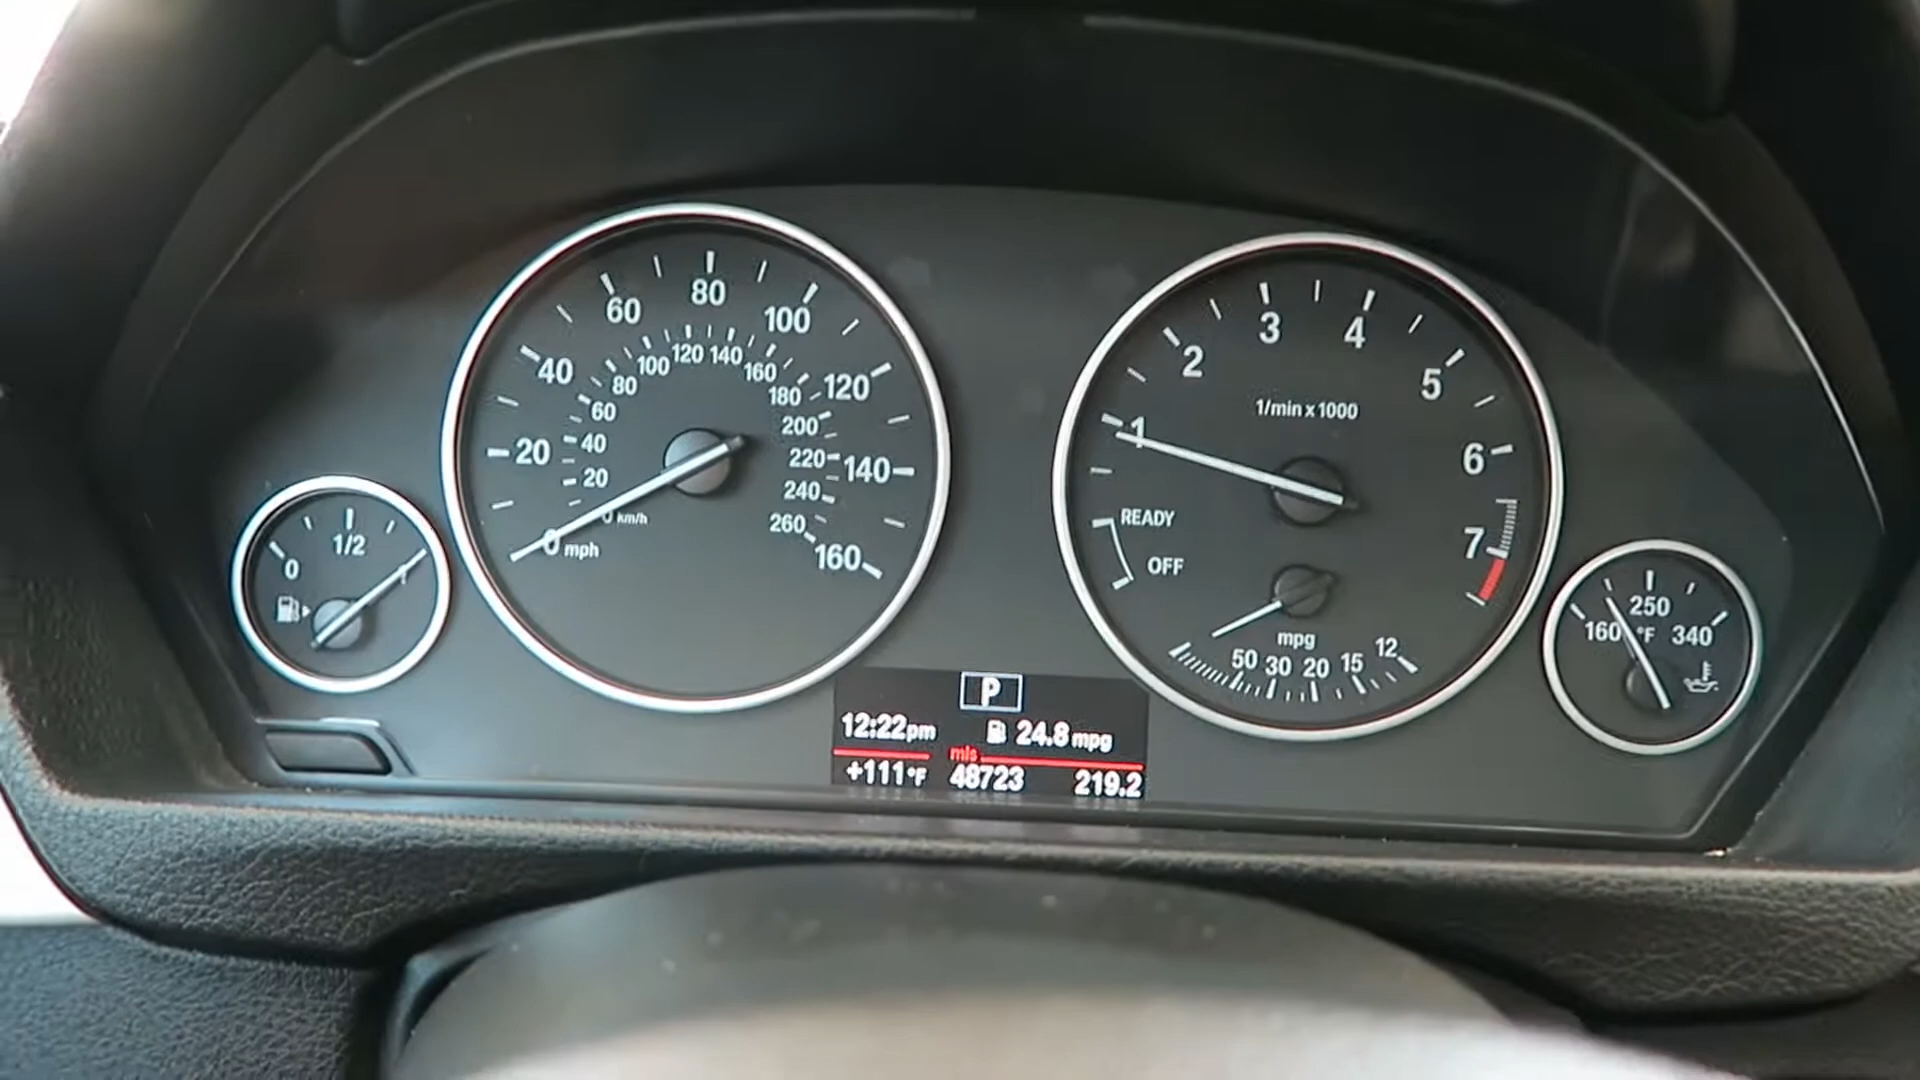 0
1/2
1
0 mph
20
40
60
80
100
120
140
160
0 km/h
20
40
60
80
100
120
140
160
180
200
220
240
260
1
2
3
4
5
6
7
1/min x 1000
READY
OFF
mpg
50 30 20 15 12
160 250 340
°F
P
12:22pm 24.8 mpg
mls
+111°F 48723 219.2